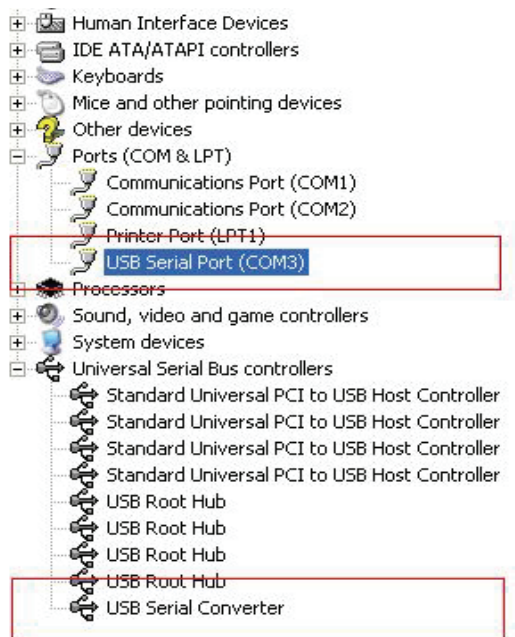 Human Interface Devices
IDE ATA/ATAPI controllers
Keyboards
Mice and other pointing devices
Other devices
Ports (COM & LPT)
Communications Port (COM1)
Communications Port (COM2)
Printer Port (LPT1)
USB Serial Port (COM3)
Processors
Sound, video and game controllers
System devices
Universal Serial Bus controllers
Standard Universal PCI to USB Host Controller
Standard Universal PCI to USB Host Controller
Standard Universal PCI to USB Host Controller
Standard Universal PCI to USB Host Controller
USB Root Hub
USB Root Hub
USB Root Hub
USB Root Hub
USB Serial Converter